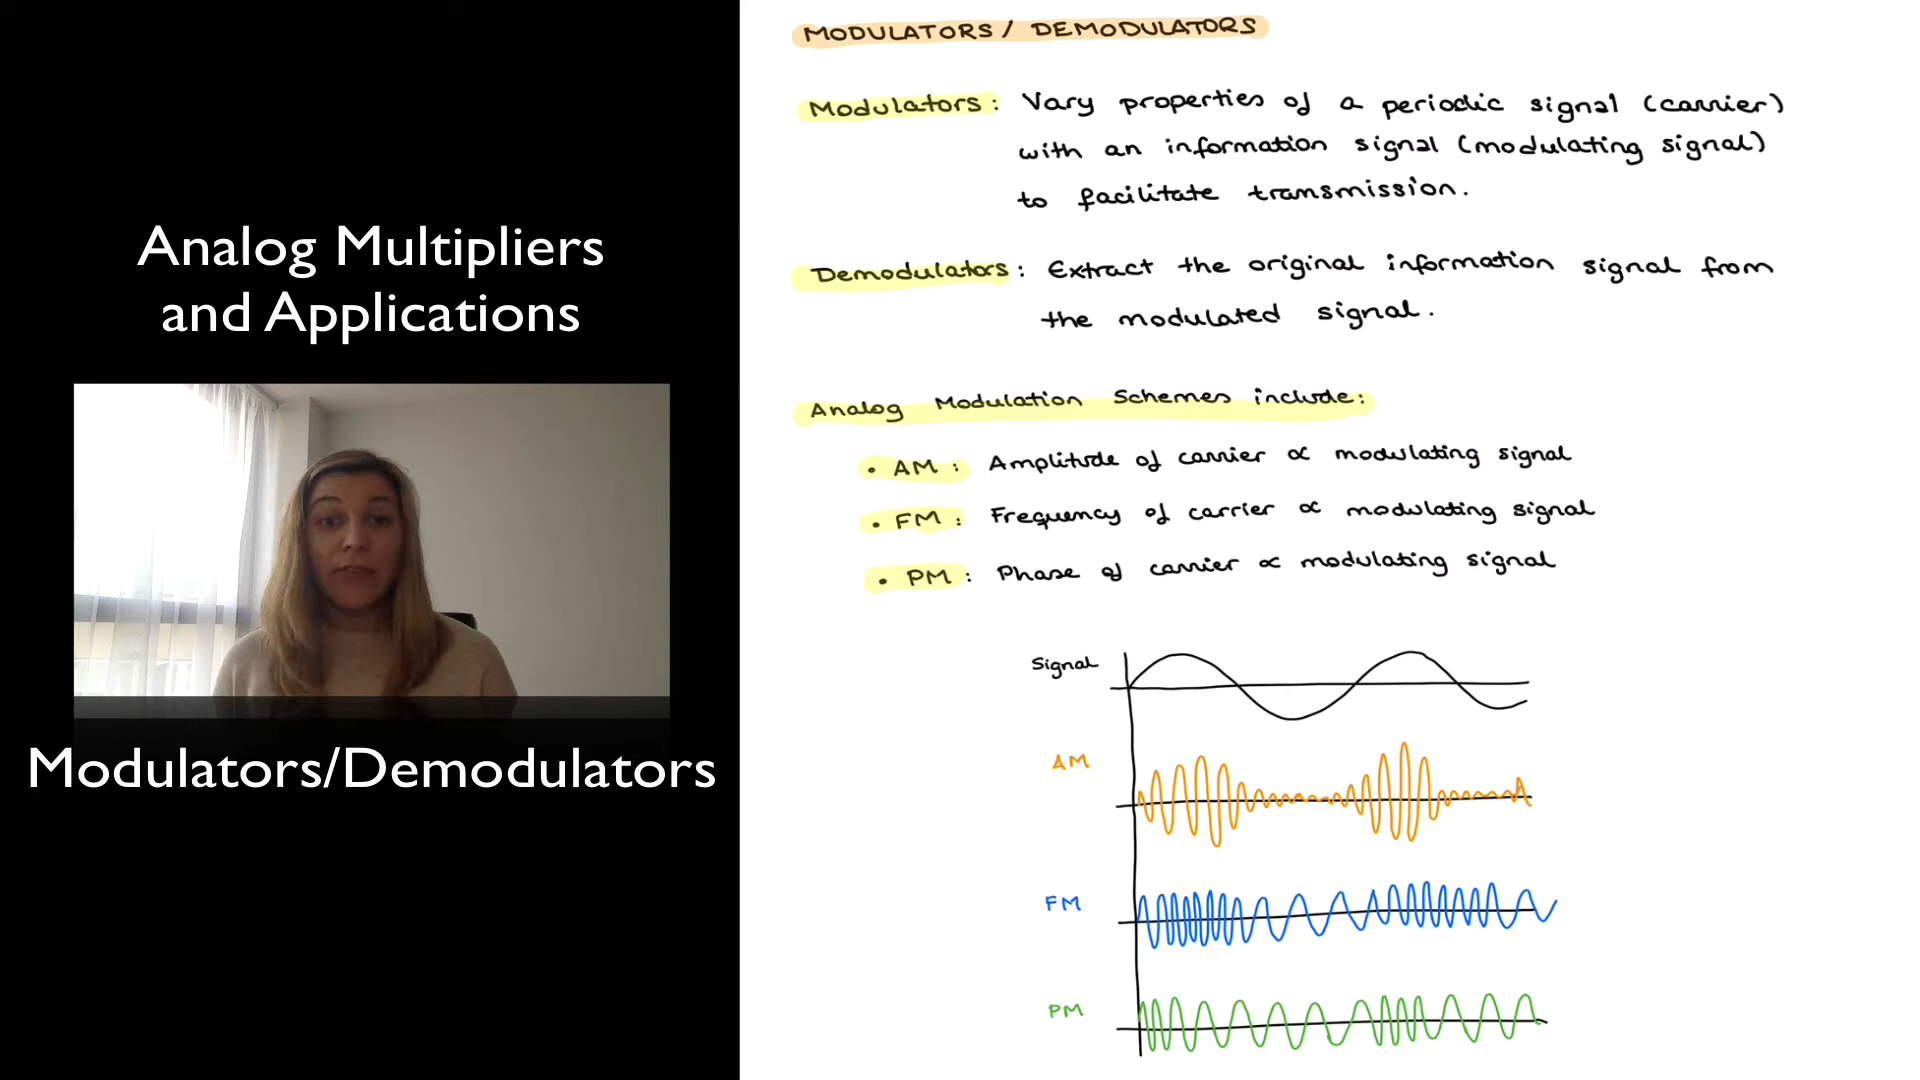 Analog Multipliers
and Applications
Modulators/Demodulators
MODULATORS / DEMODULATORS
Modulators: Vary properties of a periodic signal (carrier)
with an information signal (modulating signal)
to facilitate transmission.
Demodulators: Extract the original information signal from
the modulated signal.
Analog Modulation Schemes include:
• AM: Amplitude of carrier ∝ modulating signal
• FM: Frequency of carrier ∝ modulating signal
• PM: Phase of carrier ∝ modulating signal
Signal
AM
FM
PM